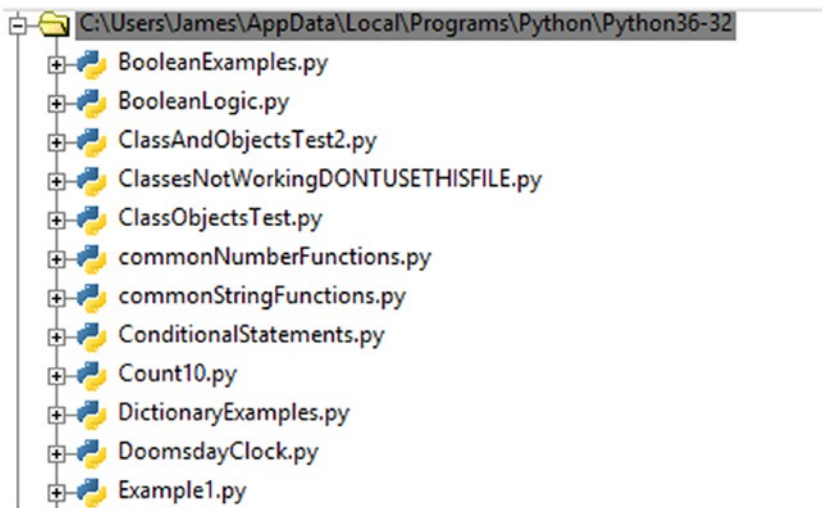 C:\Users\James\AppData\Local\Programs\Python\Python36-32
BooleanExamples.py
BooleanLogic.py
ClassAndObjectsTest2.py
ClassesNotWorkingDONTUSETHISFILE.py
ClassObjectsTest.py
commonNumberFunctions.py
commonStringFunctions.py
ConditionalStatements.py
Count10.py
DictionaryExamples.py
DoomsdayClock.py
Example1.py